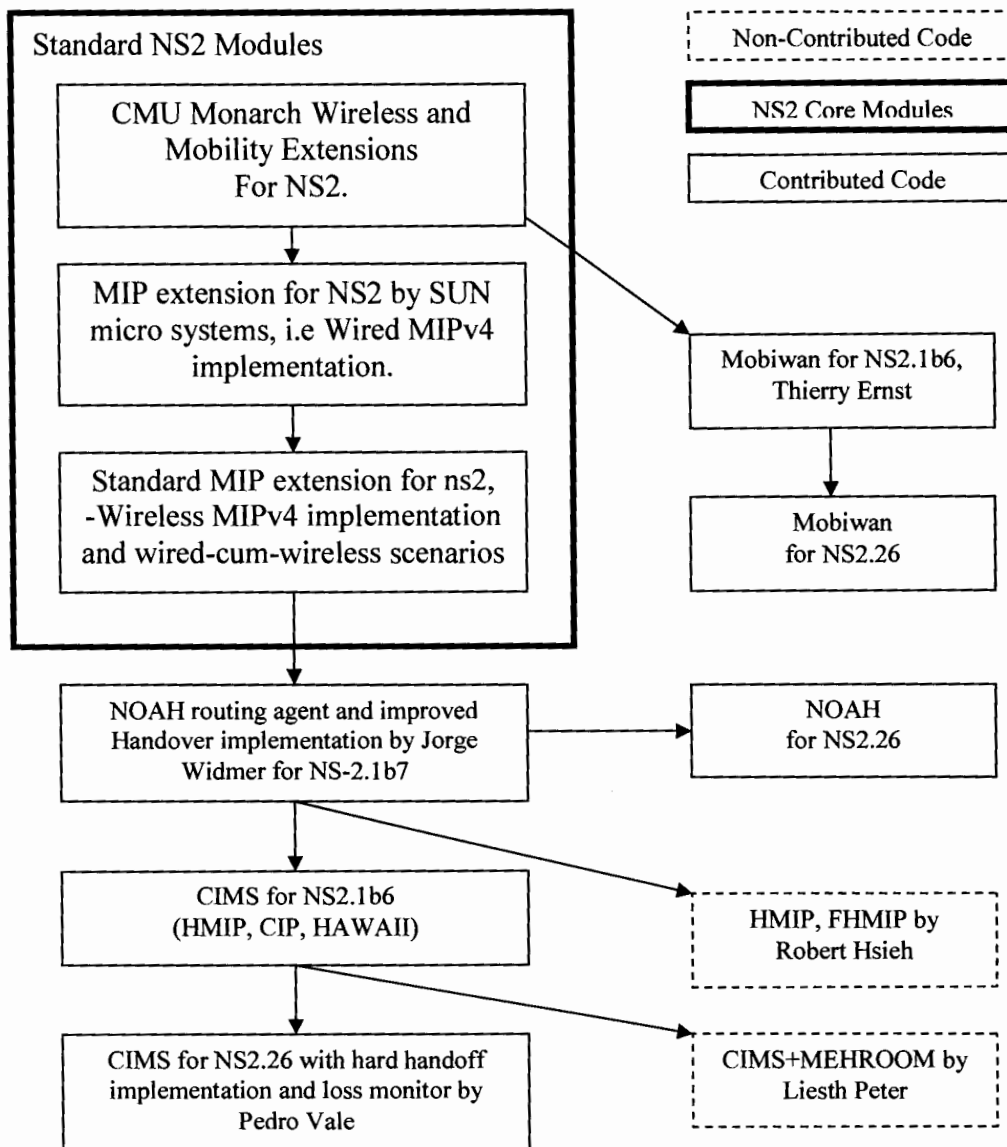 Standard NS2 Modules
CMU Monarch Wireless and
Mobility Extensions
For NS2.
MIP extension for NS2 by SUN
micro systems, i.e Wired MIPv4
implementation.
Standard MIP extension for ns2,
-Wireless MIPv4 implementation
and wired-cum-wireless scenarios
Non-Contributed Code
NS2 Core Modules
Contributed Code
Mobiwan for NS2.1b6,
Thierry Ernst
Mobiwan
for NS2.26
NOAH routing agent and improved
Handover implementation by Jorge
Widmer for NS-2.1b7
NOAH
for NS2.26
CIMS for NS2.1b6
(HMIP, CIP, HAWAII)
HMIP, FHMIP by
Robert Hsieh
CIMS for NS2.26 with hard handoff
implementation and loss monitor by
Pedro Vale
CIMS+MEHROOM by
Liesth Peter